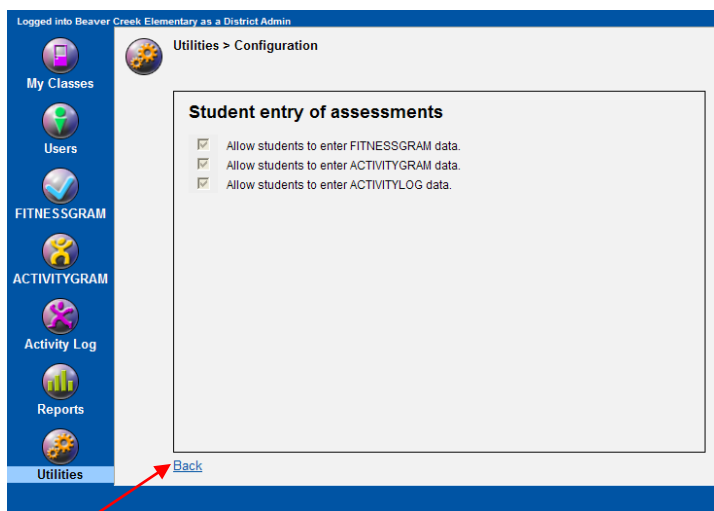 Logged into Beaver Creek Elementary as a District Admin
My Classes
Users
FITNESSGRAM
ACTIVITYGRAM
Activity Log
Reports
Utilities
Utilities > Configuration
Student entry of assessments
Allow students to enter FITNESSGRAM data.
Allow students to enter ACTIVITYGRAM data.
Allow students to enter ACTIVITYLOG data.
Back